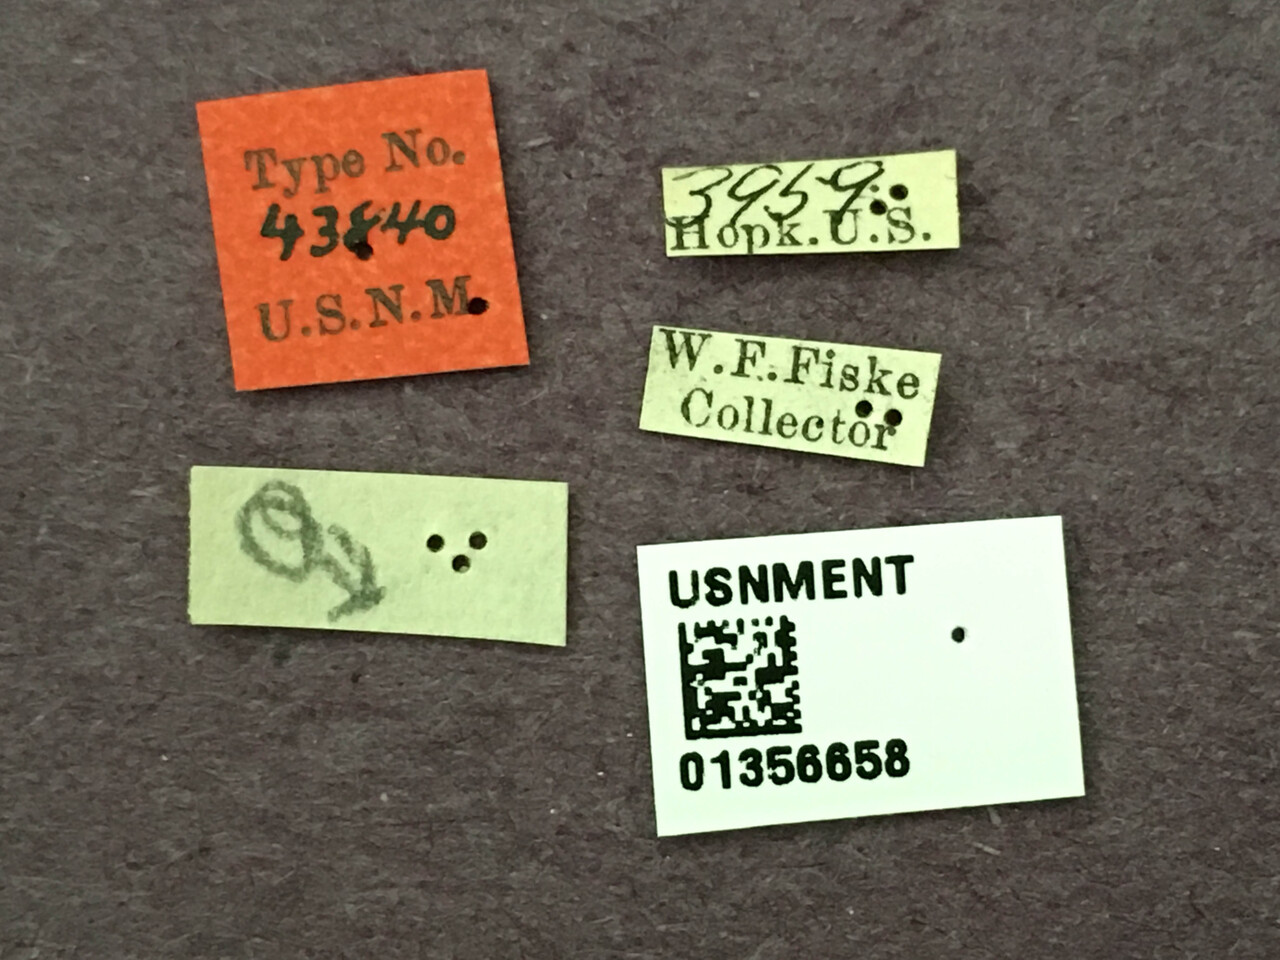 Type No.
43840
U.S.N.M.
3959
Hopk.U.S.
W.F.Fiske
Collector
♂
USNMENT
01356658